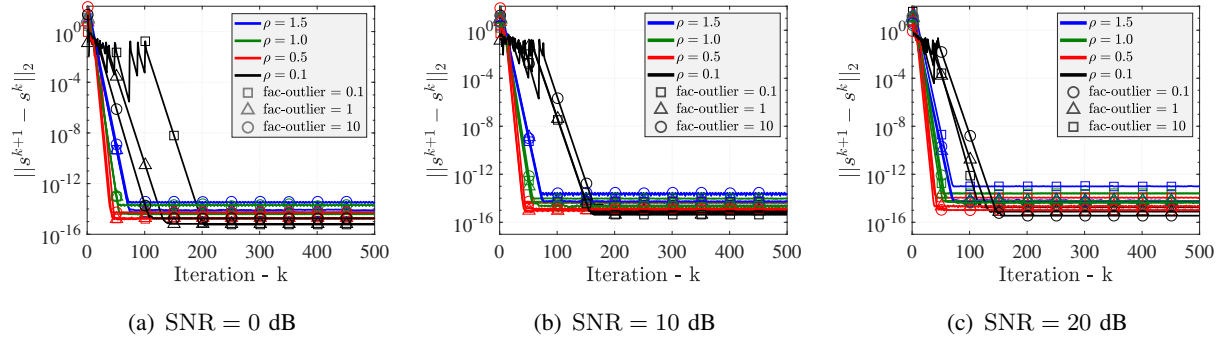 ||s^{k+1} − s^k||_2
10^0
10^{-4}
10^{-8}
10^{-12}
10^{-16}
0 100 200 300 400 500
Iteration - k
ρ = 1.5
ρ = 1.0
ρ = 0.5
ρ = 0.1
fac-outlier = 0.1
fac-outlier = 1
fac-outlier = 10
(a) SNR = 0 dB
||s^{k+1} − s^k||_2
10^0
10^{-4}
10^{-8}
10^{-12}
10^{-16}
0 100 200 300 400 500
Iteration - k
ρ = 1.5
ρ = 1.0
ρ = 0.5
ρ = 0.1
fac-outlier = 0.1
fac-outlier = 1
fac-outlier = 10
(b) SNR = 10 dB
||s^{k+1} − s^k||_2
10^0
10^{-4}
10^{-8}
10^{-12}
10^{-16}
0 100 200 300 400 500
Iteration - k
ρ = 1.5
ρ = 1.0
ρ = 0.5
ρ = 0.1
fac-outlier = 0.1
fac-outlier = 1
fac-outlier = 10
(c) SNR = 20 dB